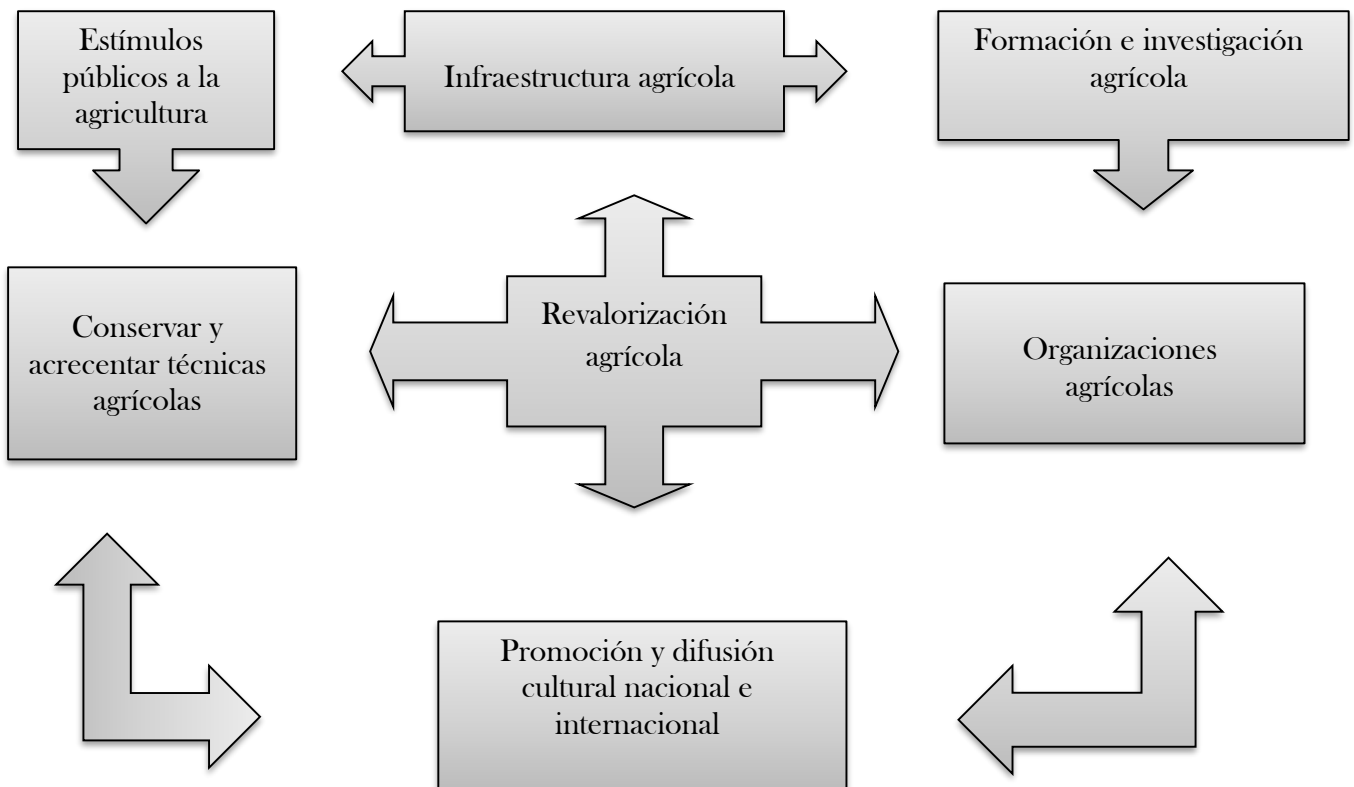 Estímulos
públicos a la
agricultura
Infraestructura agrícola
Formación e investigación
agrícola
Conservar y
acrecentar técnicas
agrícolas
Revalorización
agrícola
Organizaciones
agrícolas
Promoción y difusión
cultural nacional e
internacional